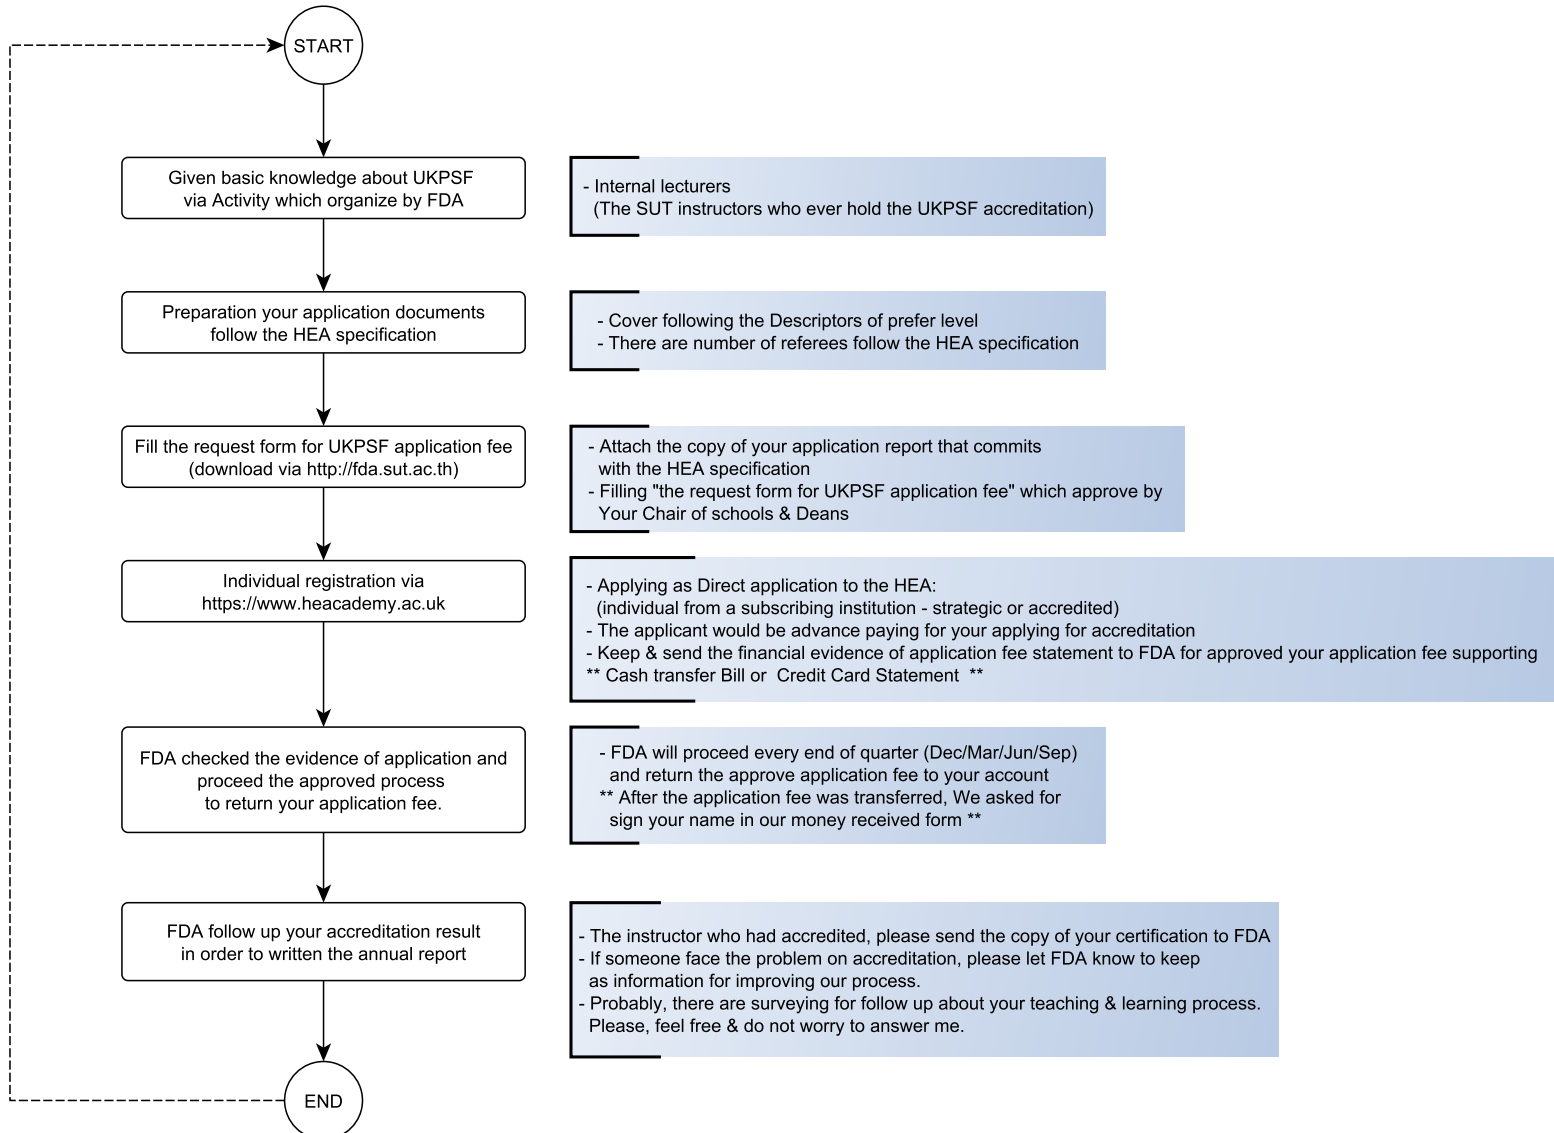 START
Given basic knowledge about UKPSF
via Activity which organize by FDA
- Internal lecturers
(The SUT instructors who ever hold the UKPSF accreditation)
Preparation your application documents
follow the HEA specification
- Cover following the Descriptors of prefer level
- There are number of referees follow the HEA specification
Fill the request form for UKPSF application fee
(download via http://fda.sut.ac.th)
- Attach the copy of your application report that commits
with the HEA specification
- Filling "the request form for UKPSF application fee" which approve by
Your Chair of schools & Deans
Individual registration via
https://www.heacademy.ac.uk
- Applying as Direct application to the HEA:
(individual from a subscribing institution - strategic or accredited)
- The applicant would be advance paying for your applying for accreditation
- Keep & send the financial evidence of application fee statement to FDA for approved your application fee supporting
** Cash transfer Bill or  Credit Card Statement  **
FDA checked the evidence of application and
proceed the approved process
to return your application fee.
- FDA will proceed every end of quarter (Dec/Mar/Jun/Sep)
and return the approve application fee to your account
** After the application fee was transferred, We asked for
sign your name in our money received form **
FDA follow up your accreditation result
in order to written the annual report
- The instructor who had accredited, please send the copy of your certification to FDA
- If someone face the problem on accreditation, please let FDA know to keep
as information for improving our process.
- Probably, there are surveying for follow up about your teaching & learning process.
Please, feel free & do not worry to answer me.
END